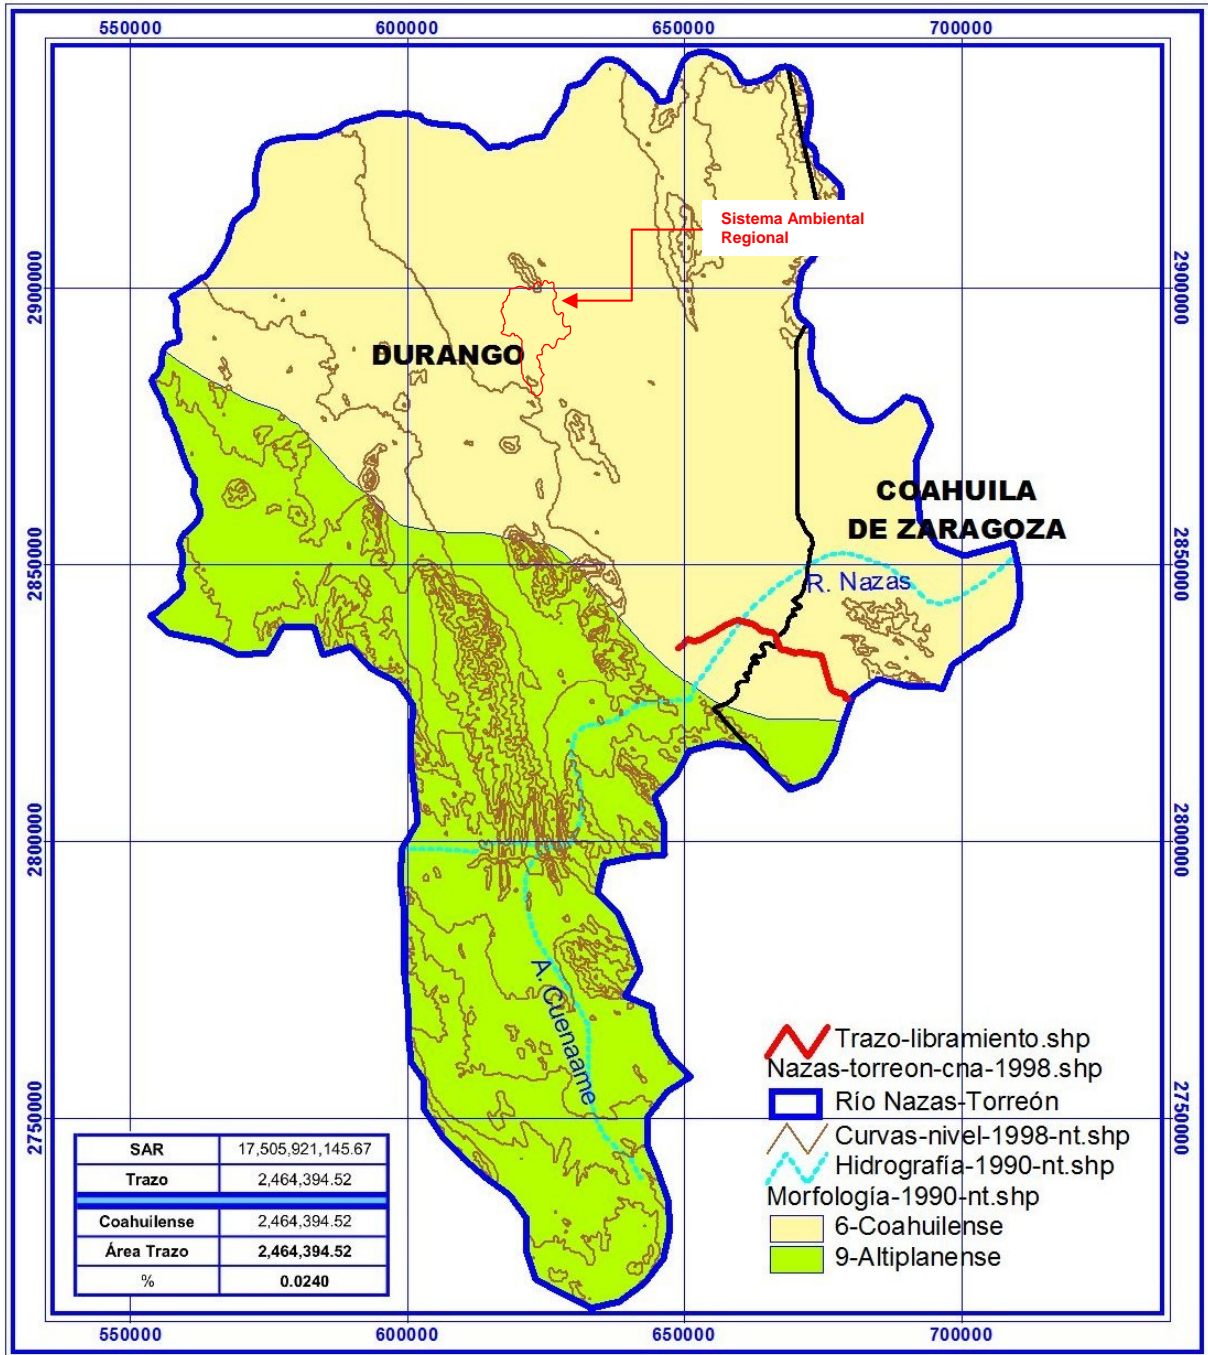 550000 600000 650000 700000
Sistema Ambiental
Regional
2900000 2900000
DURANGO
COAHUILA
DE ZARAGOZA
2850000 2850000
R. Nazas
2800000 2800000
A. Cuenaame
Trazo-libramiento.shp
Nazas-torreon-cna-1998.shp
Río Nazas-Torreón
2750000 2750000
Curvas-nivel-1998-nt.shp
Hidrografía-1990-nt.shp
Morfología-1990-nt.shp
6-Coahuilense
9-Altiplanense
SAR 17,505,921,145.67
Trazo 2,464,394.52
Coahuilense 2,464,394.52
Área Trazo 2,464,394.52
% 0.0240
550000 600000 650000 700000